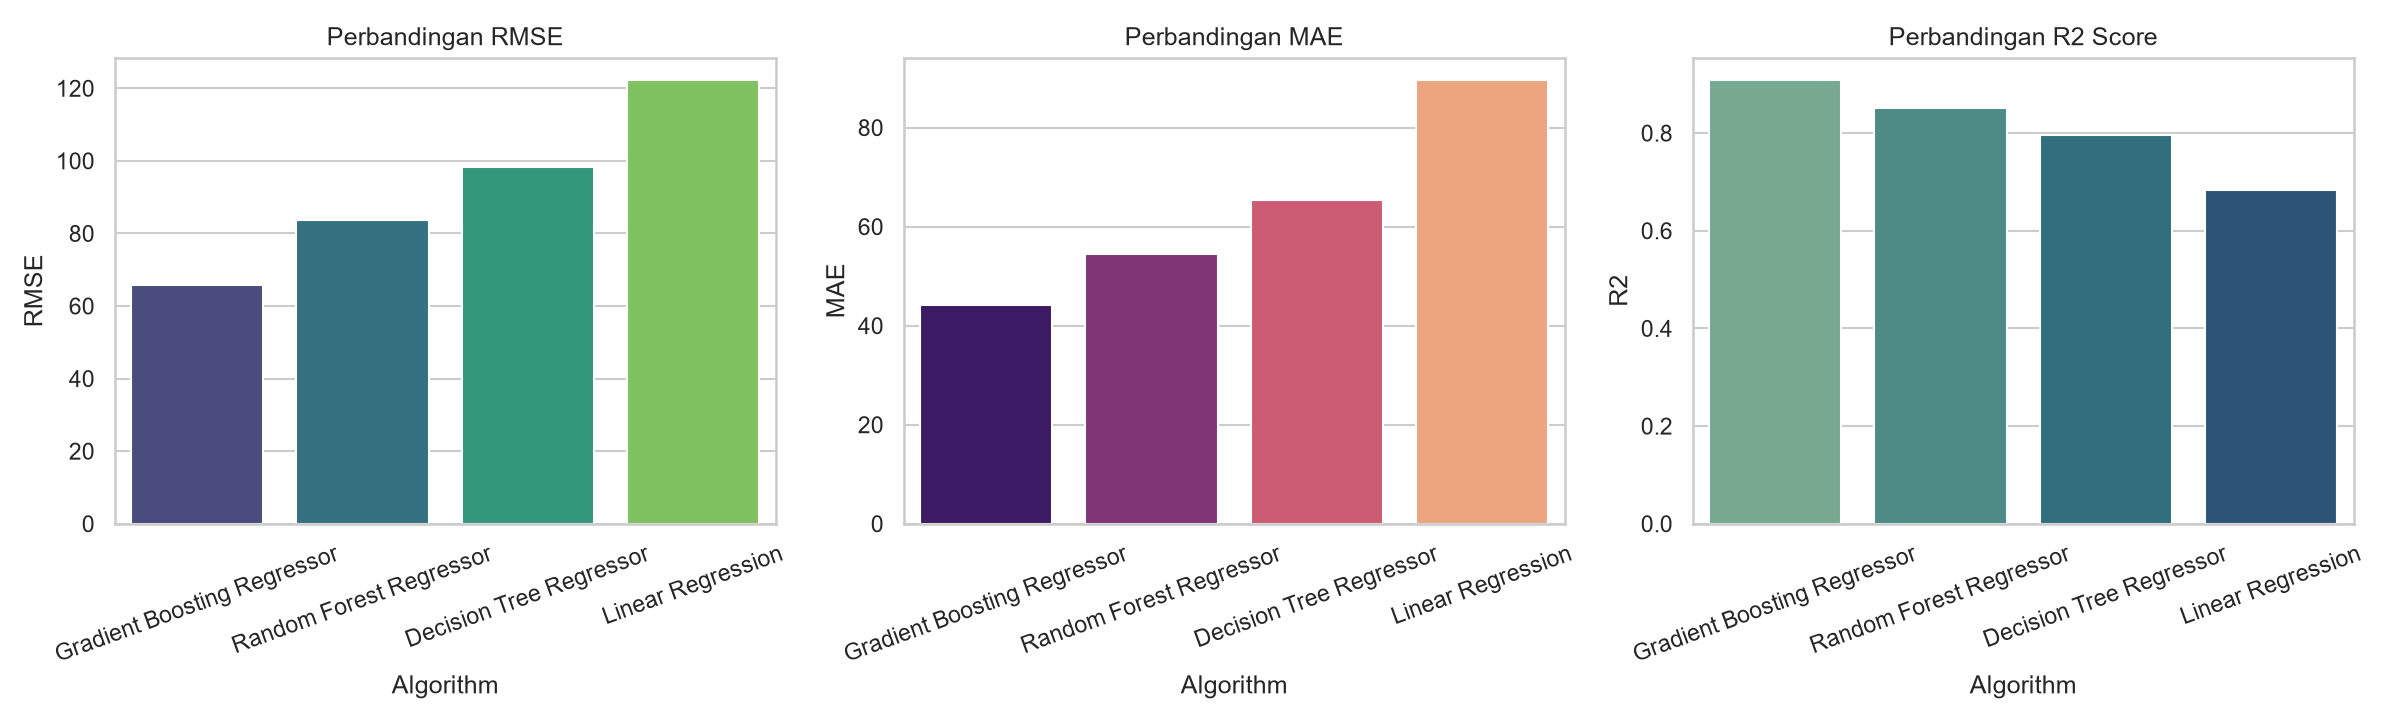 Perbandingan RMSE
120
100
80
60
40
20
0
RMSE
Gradient Boosting Regressor
Random Forest Regressor
Decision Tree Regressor
Linear Regression
Algorithm
Perbandingan MAE
80
60
40
20
0
MAE
Gradient Boosting Regressor
Random Forest Regressor
Decision Tree Regressor
Linear Regression
Algorithm
Perbandingan R2 Score
0.8
0.6
0.4
0.2
0.0
R2
Gradient Boosting Regressor
Random Forest Regressor
Decision Tree Regressor
Linear Regression
Algorithm